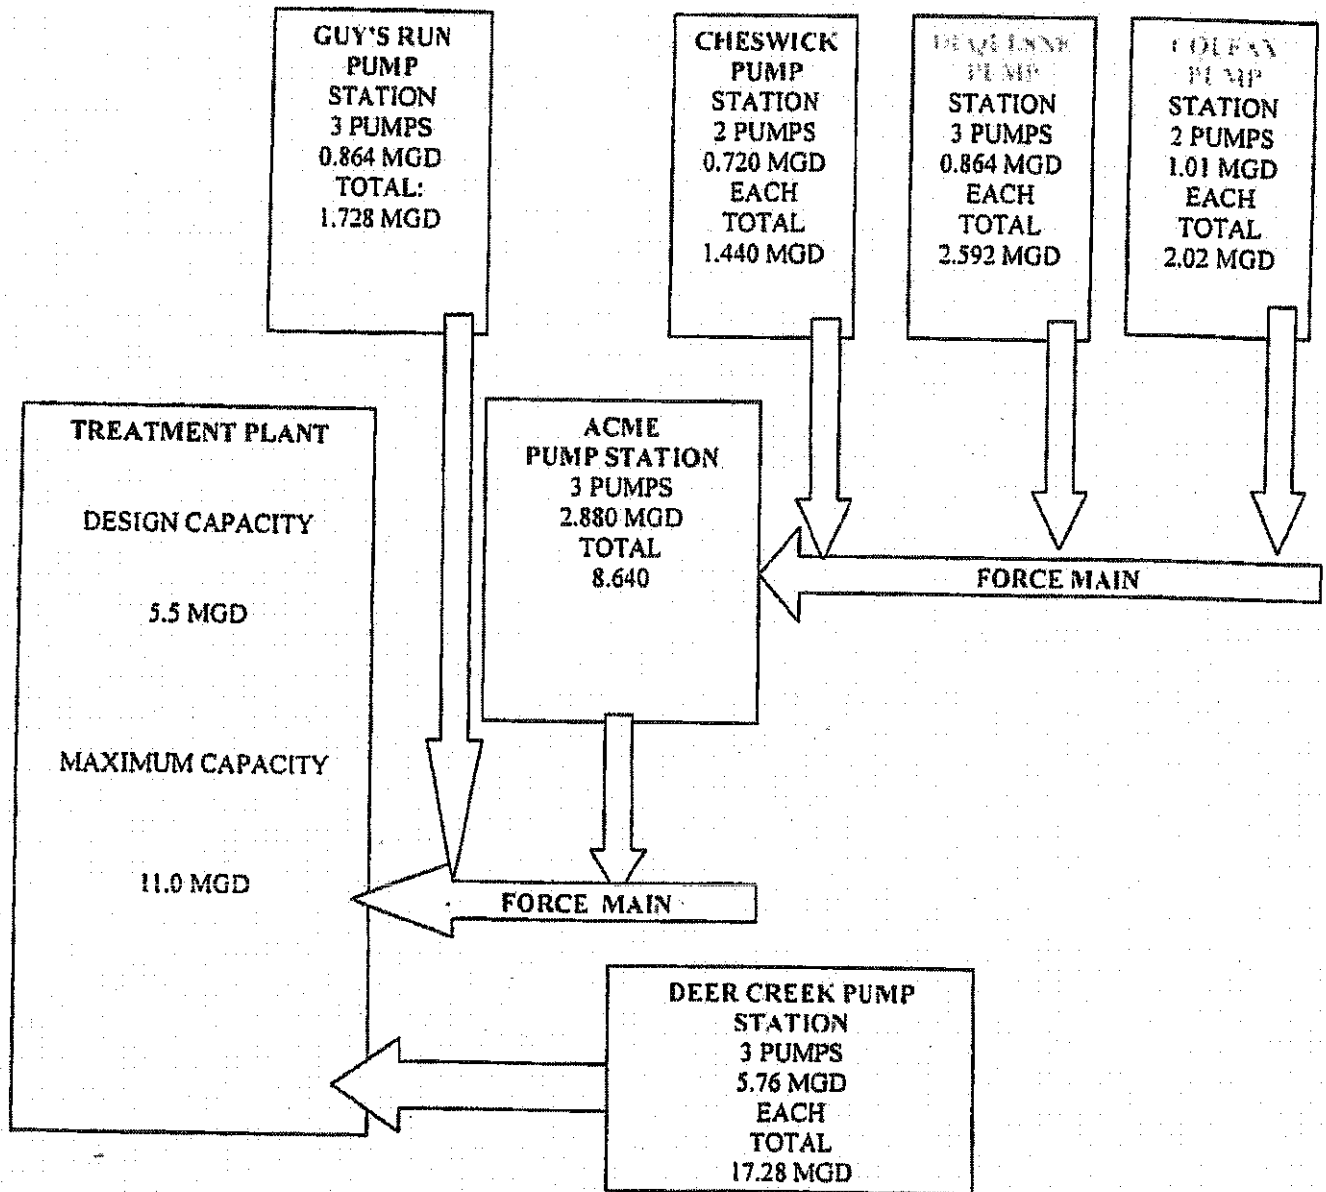 GUY'S RUN
PUMP
STATION
3 PUMPS
0.864 MGD
TOTAL:
1.728 MGD
CHESWICK
PUMP
STATION
2 PUMPS
0.720 MGD
EACH
TOTAL
1.440 MGD
PUMP
STATION
3 PUMPS
0.864 MGD
EACH
TOTAL
2.592 MGD
COLFAX
PUMP
STATION
2 PUMPS
1.01 MGD
EACH
TOTAL
2.02 MGD
TREATMENT PLANT
DESIGN CAPACITY
5.5 MGD
MAXIMUM CAPACITY
11.0 MGD
ACME
PUMP STATION
3 PUMPS
2.880 MGD
TOTAL
8.640
FORCE MAIN
FORCE MAIN
DEER CREEK PUMP
STATION
3 PUMPS
5.76 MGD
EACH
TOTAL
17.28 MGD